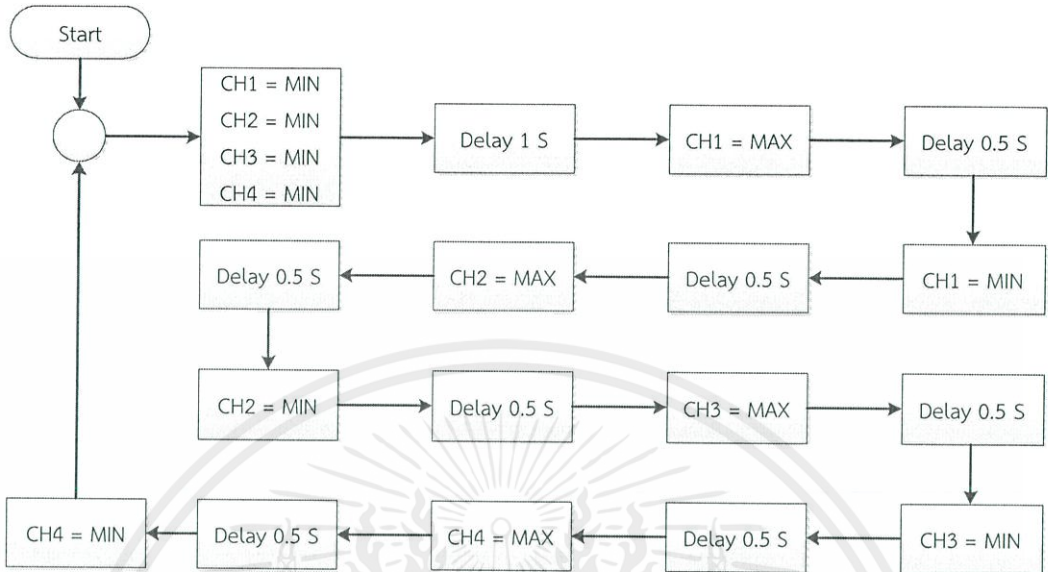 Start
CH1 = MIN
CH2 = MIN
CH3 = MIN
CH4 = MIN
Delay 1 S
CH1 = MAX
Delay 0.5 S
CH1 = MIN
Delay 0.5 S
CH2 = MAX
Delay 0.5 S
CH2 = MIN
Delay 0.5 S
CH3 = MAX
Delay 0.5 S
CH3 = MIN
Delay 0.5 S
CH4 = MAX
Delay 0.5 S
CH4 = MIN